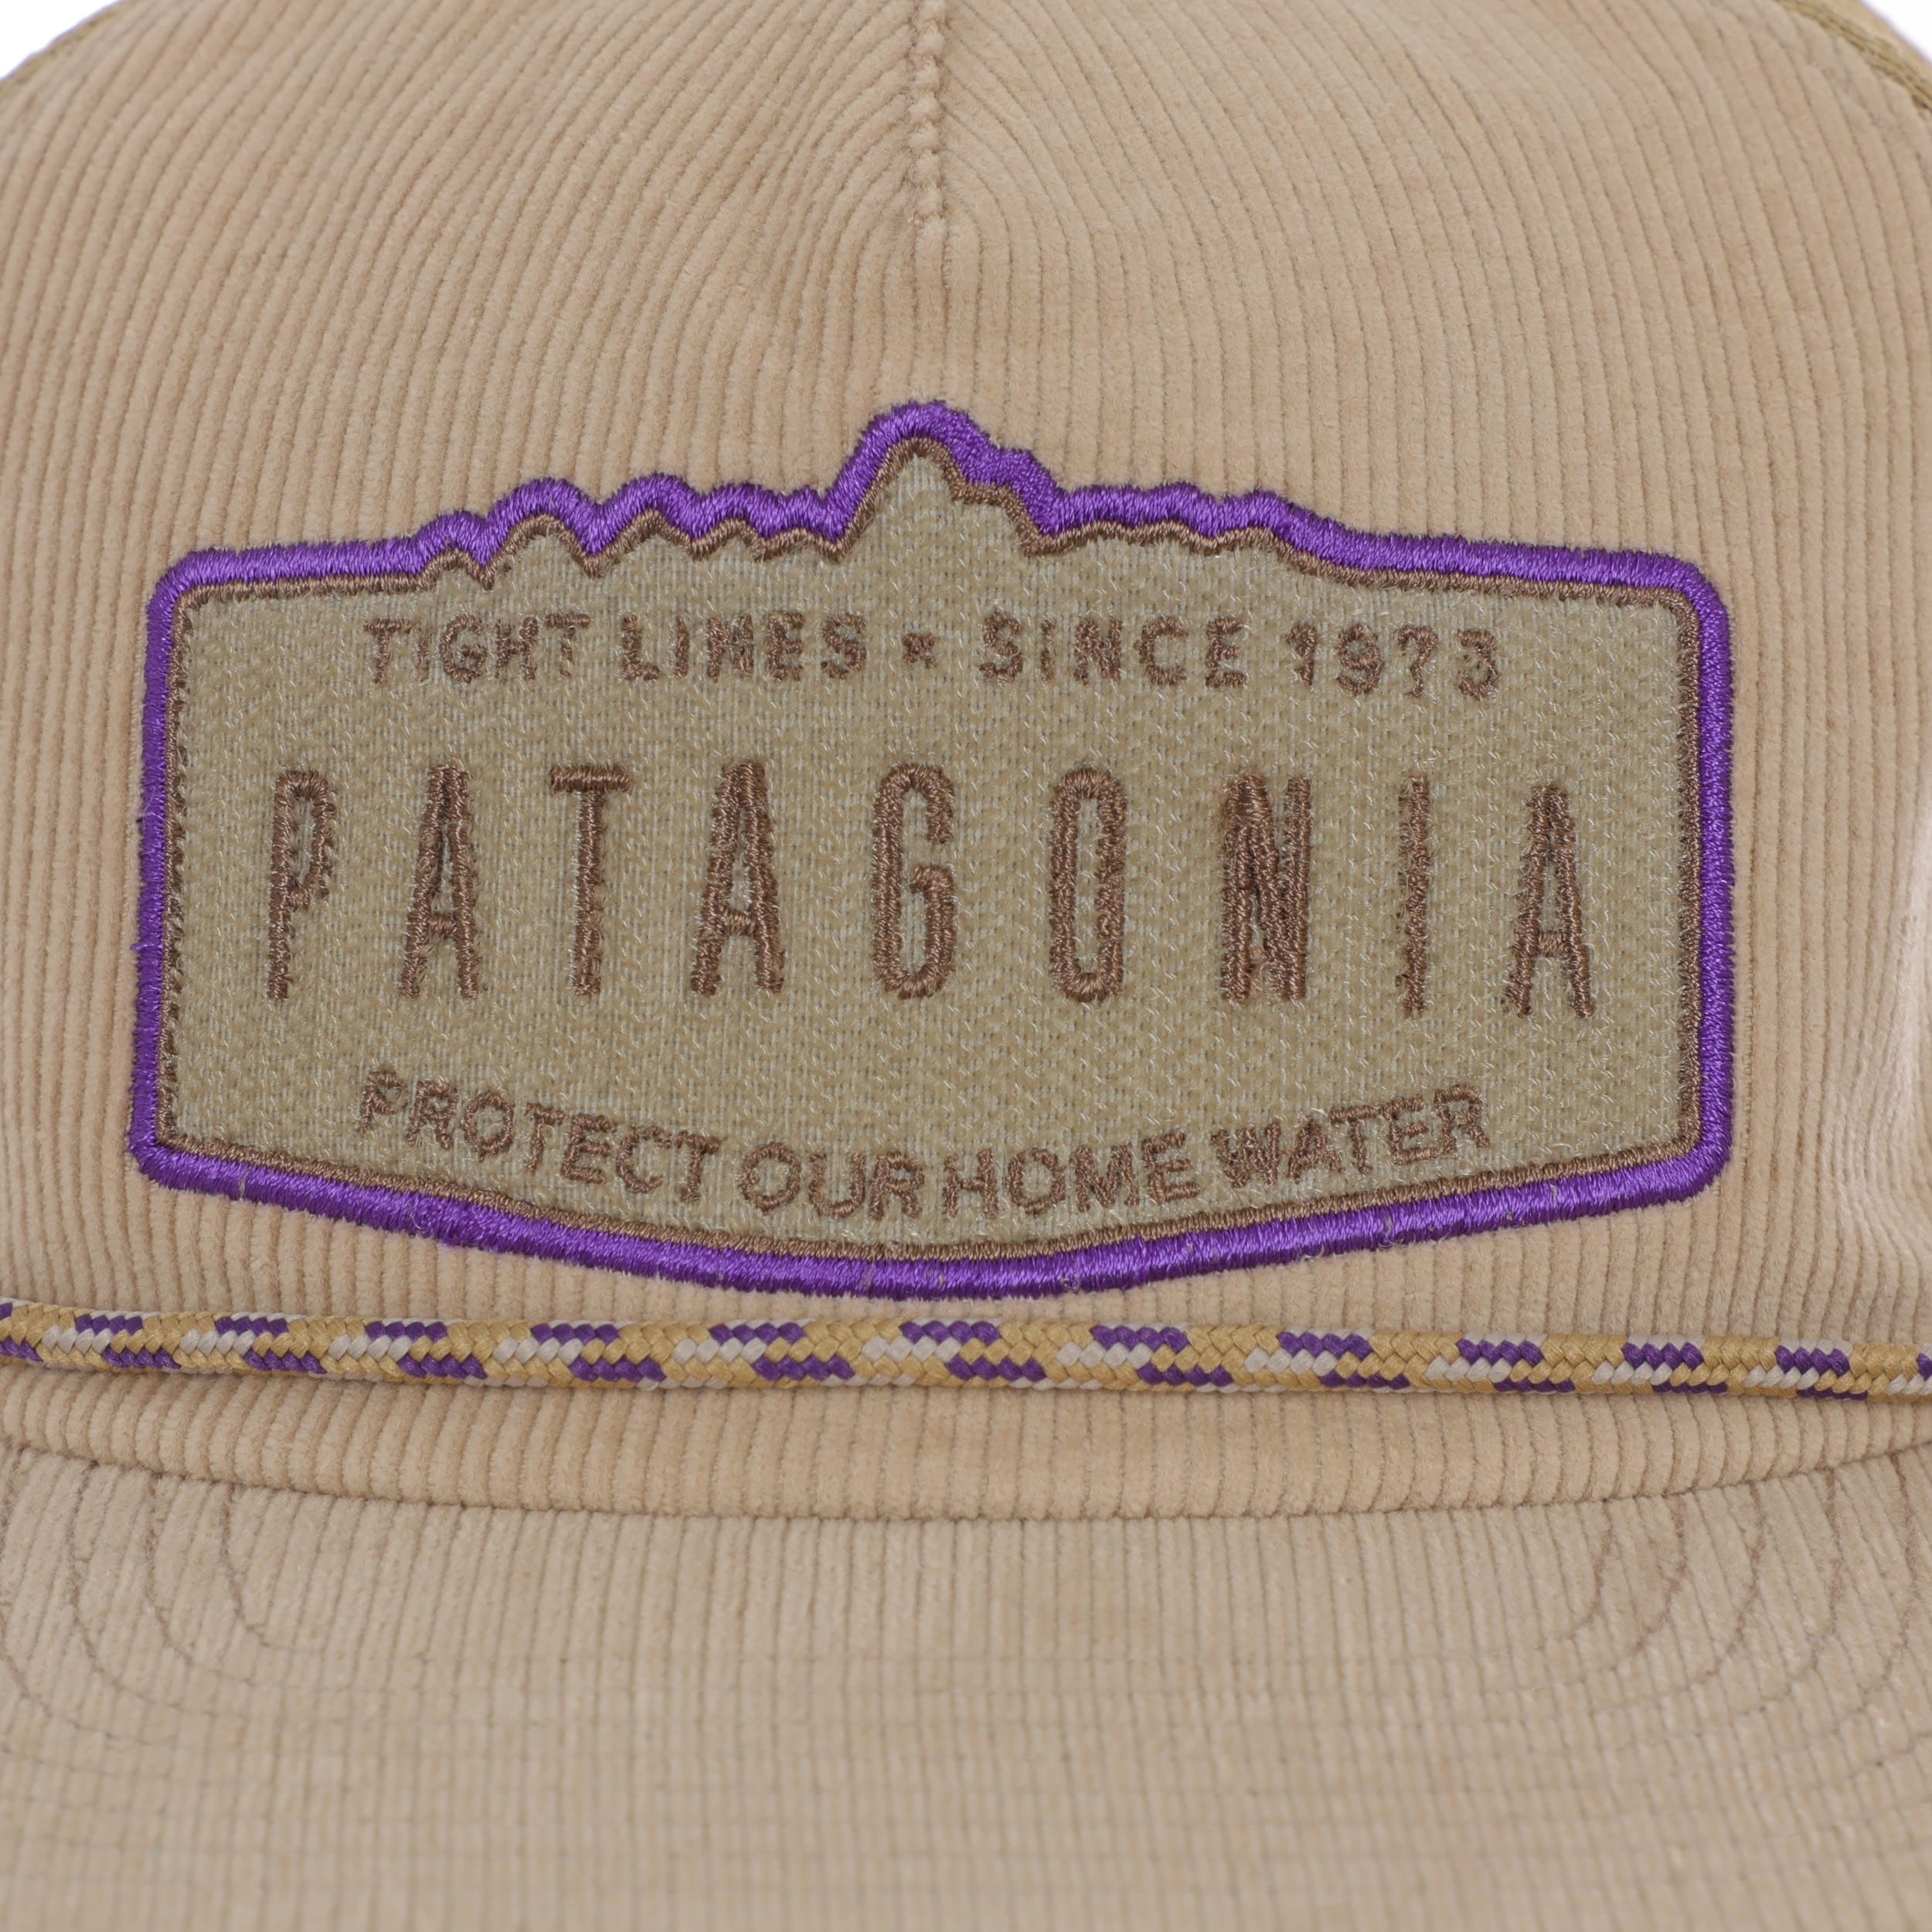 TIGHT LINES • SINCE 1973
PATAGONIA
PROTECT OUR HOME WATER